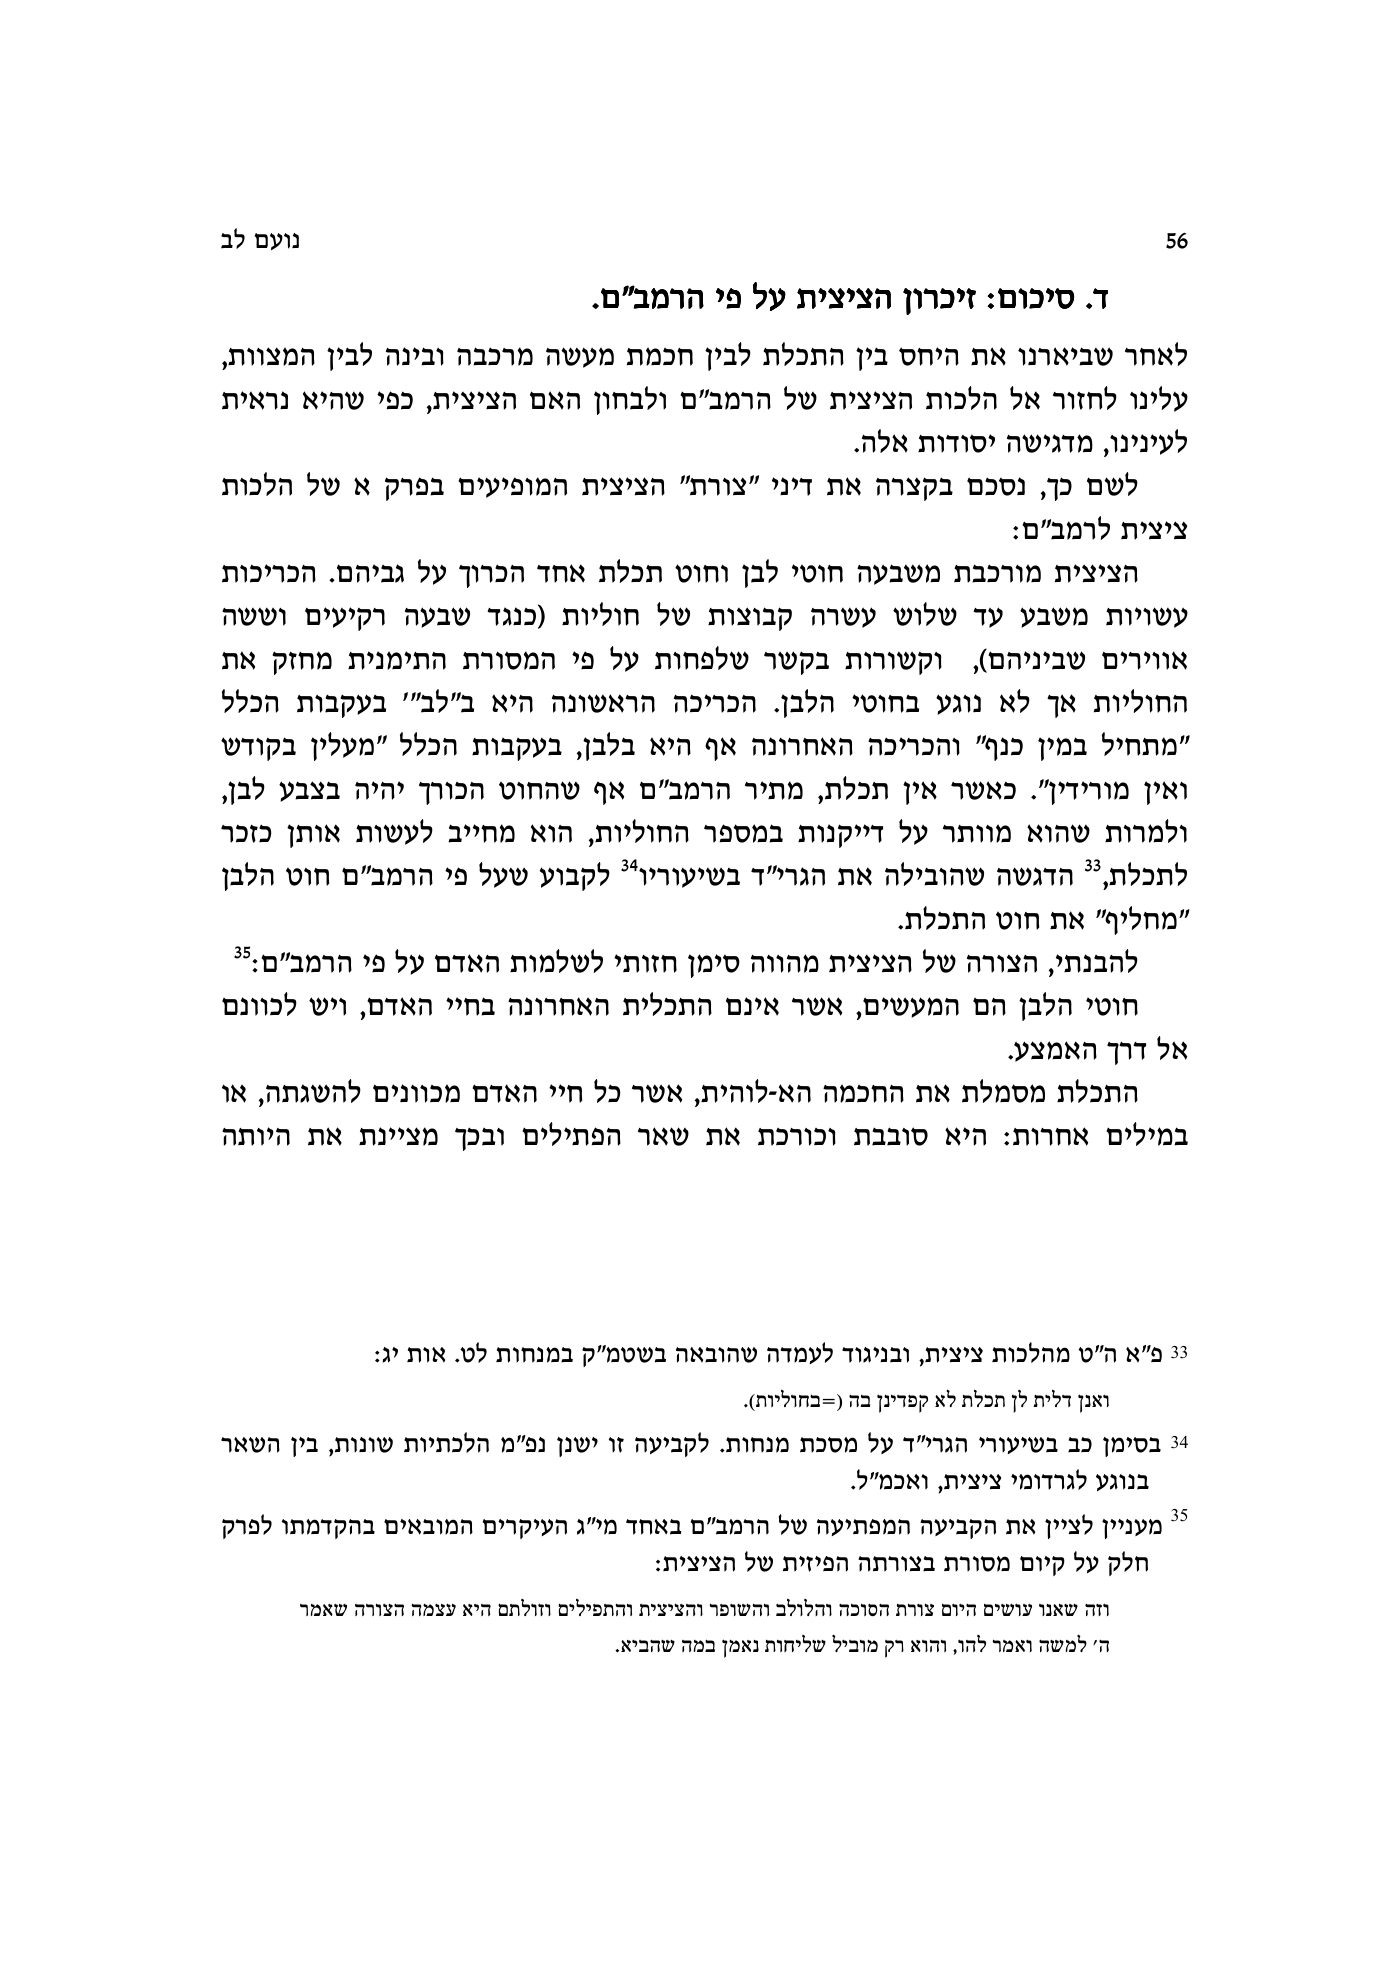 56 נועם לב
ד. סיכום: זיכרון הציצית על פי הרמב"ם.
לאחר שביארנו את היחס בין התכלת לבין חכמת מעשה מרכבה ובינה לבין המצוות,
עלינו לחזור אל הלכות הציצית של הרמב"ם ולבחון האם הציצית, כפי שהיא נראית
לעינינו, מדגישה יסודות אלה.
לשם כך, נסכם בקצרה את דיני "צורת" הציצית המופיעים בפרק א של הלכות
ציצית לרמב"ם:
הציצית מורכבת משבעה חוטי לבן וחוט תכלת אחד הכרוך על גביהם. הכריכות
עשויות משבע עד שלוש עשרה קבוצות של חוליות (כנגד שבעה רקיעים וששה
אווירים שביניהם), וקשורות בקשר שלפחות על פי המסורת התימנית מחזק את
החוליות אך לא נוגע בחוטי הלבן. הכריכה הראשונה היא ב"לב"' בעקבות הכלל
"מתחיל במין כנף" והכריכה האחרונה אף היא בלבן, בעקבות הכלל "מעלין בקודש
ואין מורידין". כאשר אין תכלת, מתיר הרמב"ם אף שהחוט הכורך יהיה בצבע לבן,
ולמרות שהוא מוותר על דייקנות במספר החוליות, הוא מחייב לעשות אותן כזכר
לתכלת,33 הדגשה שהובילה את הגרי"ד בשיעוריו34 לקבוע שעל פי הרמב"ם חוט הלבן
"מחליף" את חוט התכלת.
להבנתי, הצורה של הציצית מהווה סימן חזותי לשלמות האדם על פי הרמב"ם:35
חוטי הלבן הם המעשים, אשר אינם התכלית האחרונה בחיי האדם, ויש לכוונם
אל דרך האמצע.
התכלת מסמלת את החכמה הא-לוהית, אשר כל חיי האדם מכוונים להשגתה, או
במילים אחרות: היא סובבת וכורכת את שאר הפתילים ובכך מציינת את היותה
33 פ"א ה"ט מהלכות ציצית, ובניגוד לעמדה שהובאה בשטמ"ק במנחות לט. אות יג:
ואנן דלית לן תכלת לא קפדינן בה (=בחוליות).
34 בסימן כב בשיעורי הגרי"ד על מסכת מנחות. לקביעה זו ישנן נפ"מ הלכתיות שונות, בין השאר
בנוגע לגרדומי ציצית, ואכמ"ל.
35 מעניין לציין את הקביעה המפתיעה של הרמב"ם באחד מי"ג העיקרים המובאים בהקדמתו לפרק
חלק על קיום מסורת בצורתה הפיזית של הציצית:
וזה שאנו עושים היום צורת הסוכה והלולב והשופר והציצית והתפילים וזולתם היא עצמה הצורה שאמר
ה' למשה ואמר להו, והוא רק מוביל שליחות נאמן במה שהביא.